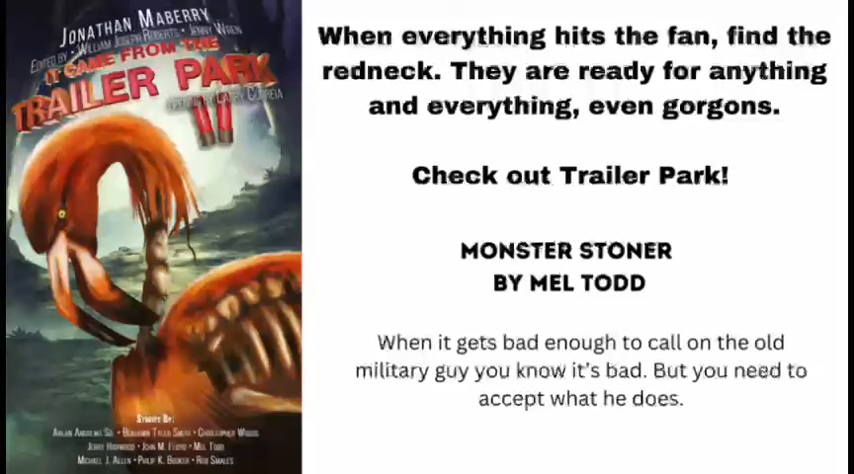 JONATHAN MABERRY
EDITED BY • WILLIAM JOSEPH ROBERTS • JENNY WREN
IT CAME FROM THE
TRAILER PARK
BY LARRY CORREIA
II
STORIES BY:
BENJAMIN TYLER SMITH • CHRISTOPHER WOODS
JOHN M. • MEL TODD
MICHAEL J. ALLEN • PHILIP K. BOOKER • ROB SMALES
When everything hits the fan, find the
redneck. They are ready for anything
and everything, even gorgons.
Check out Trailer Park!
MONSTER STONER
BY MEL TODD
When it gets bad enough to call on the old
military guy you know it's bad. But you need to
accept what he does.